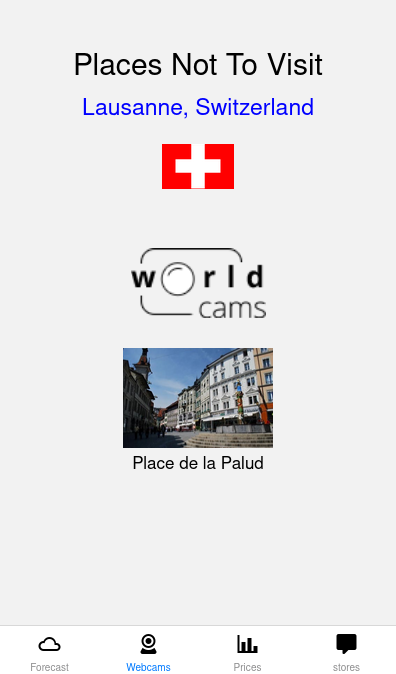 Places Not To Visit
Lausanne, Switzerland
world
cams
Place de la Palud
Forecast
Webcams
Prices
stores